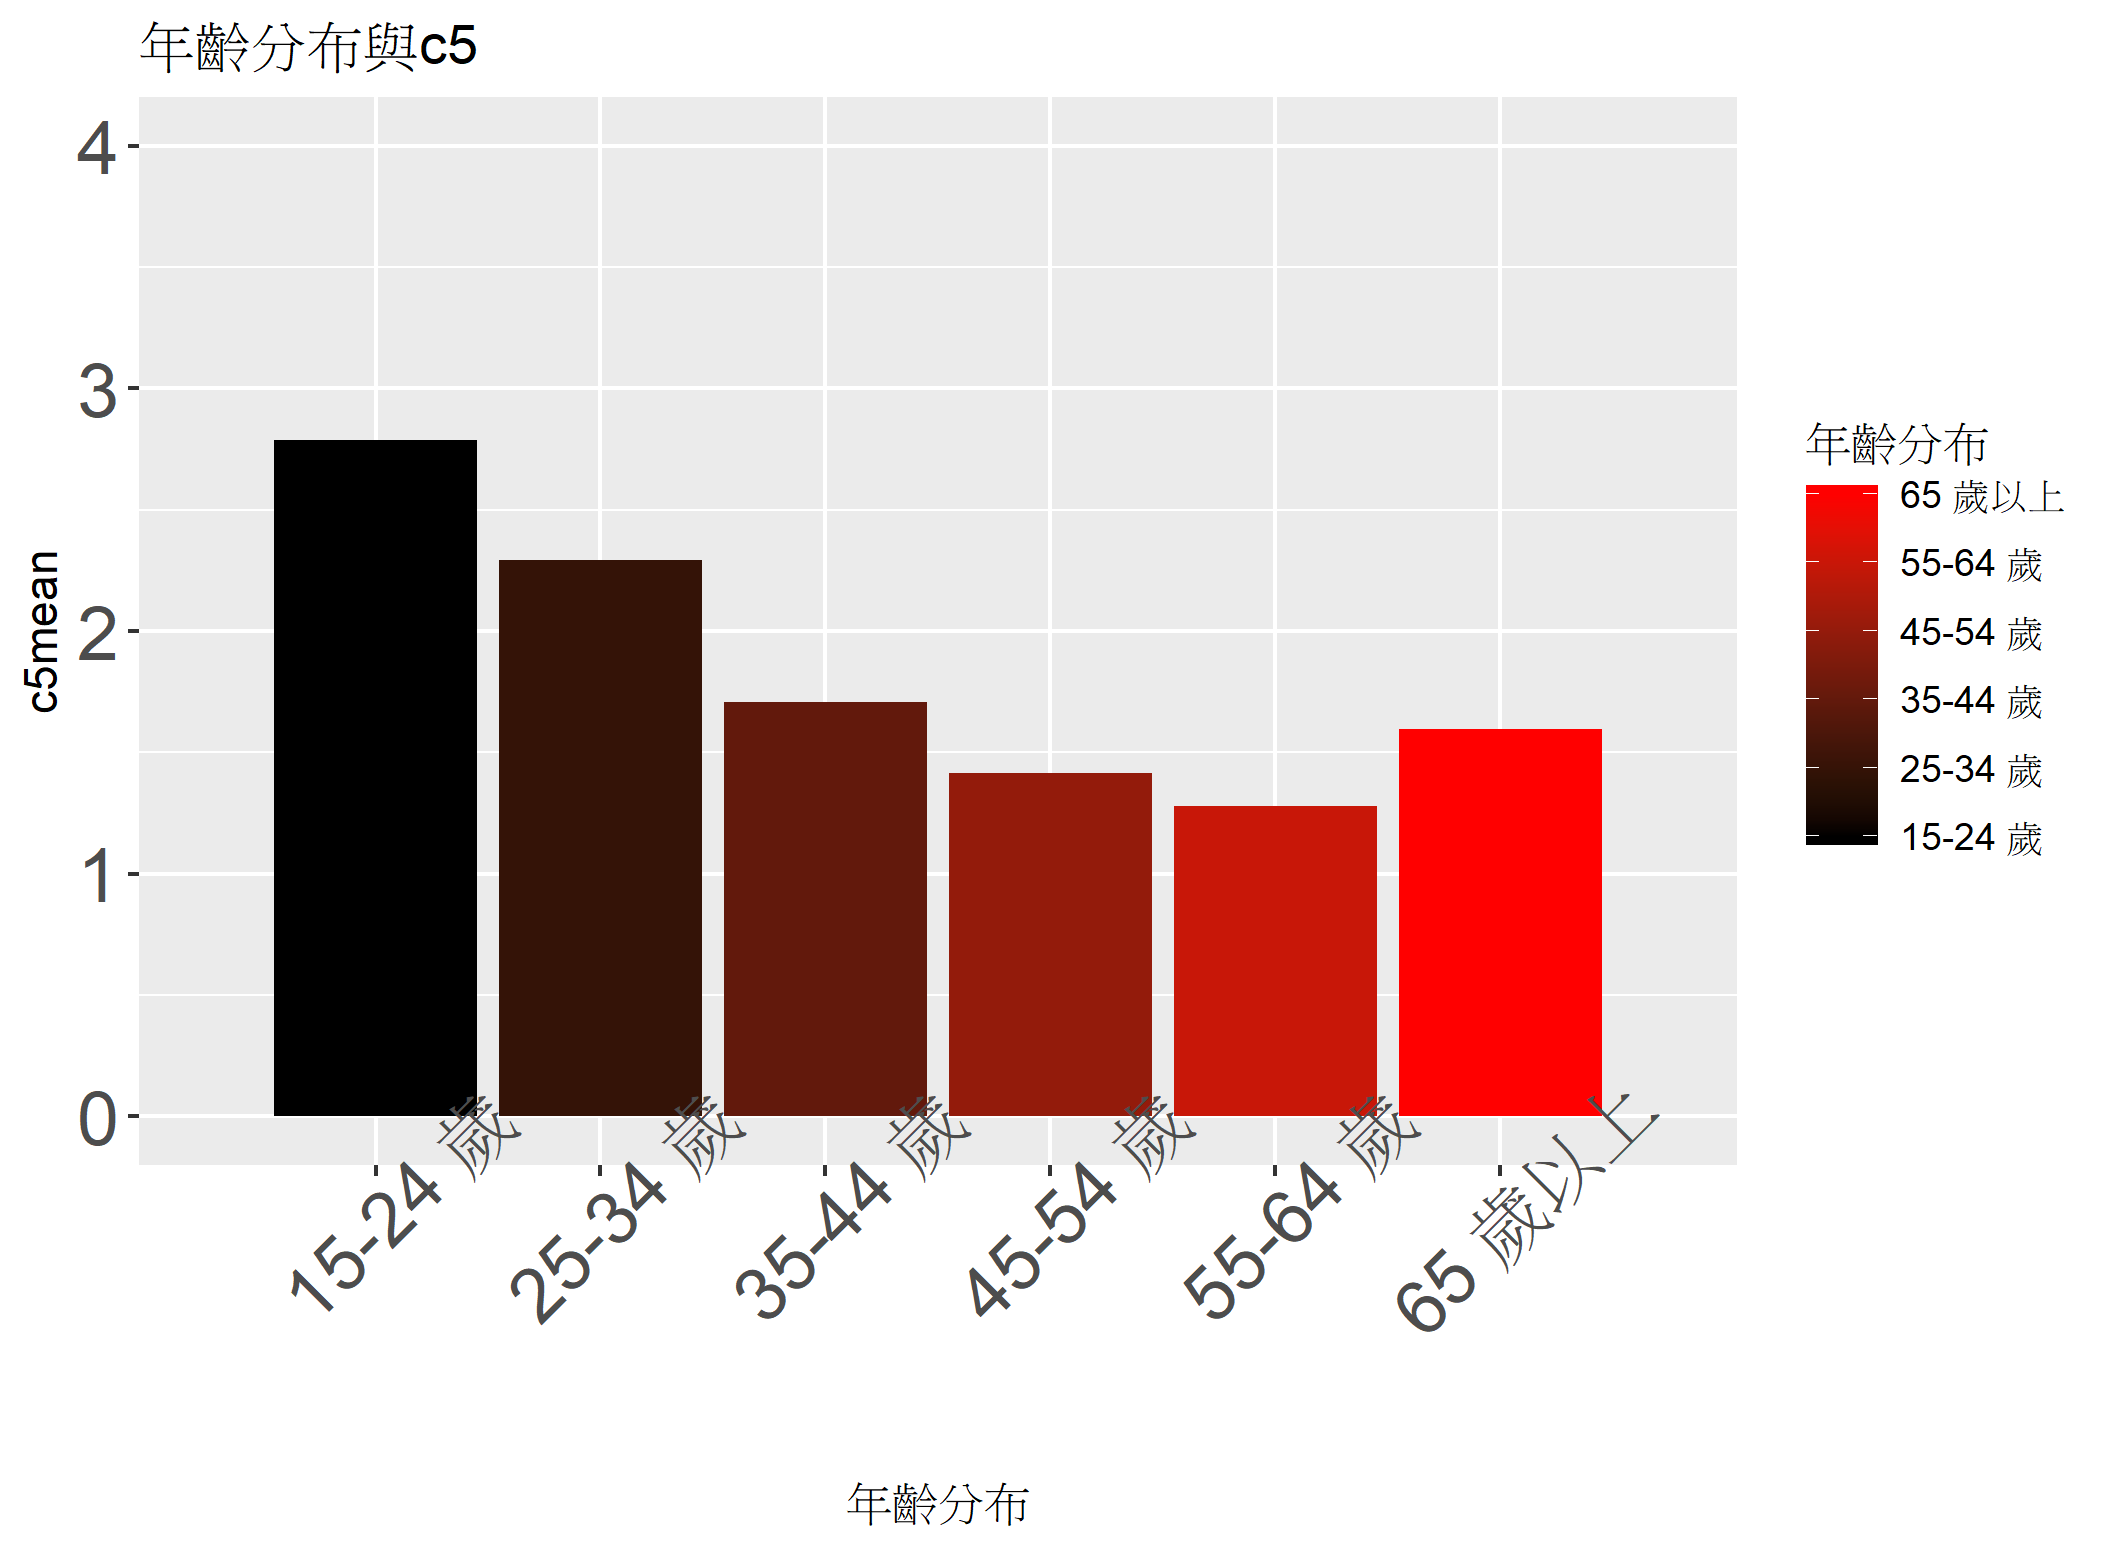 年齡分布與c5
c5mean
4
3
2
1
0
15-24 歲
25-34 歲
35-44 歲
45-54 歲
55-64 歲
65 歲以上
年齡分布
年齡分布
65 歲以上
55-64 歲
45-54 歲
35-44 歲
25-34 歲
15-24 歲